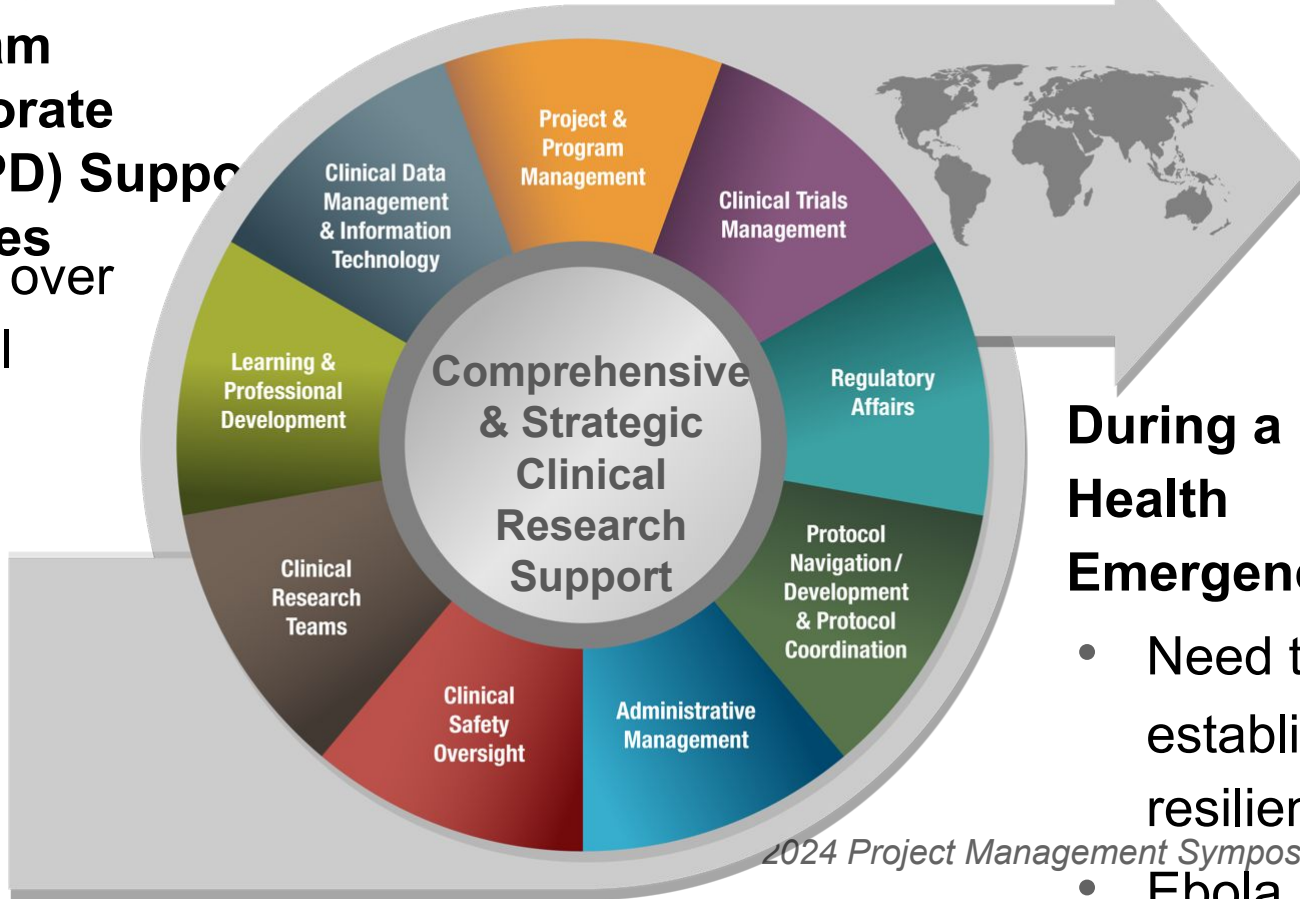 over
Project &
Program
Management
Clinical Trials
Management
Regulatory
Affairs
Protocol
Navigation/
Development
& Protocol
Coordination
Administrative
Management
Clinical
Safety
Oversight
Clinical
Research
Teams
Learning &
Professional
Development
Clinical Data
Management
& Information
Technology
Comprehensive
& Strategic
Clinical
Research
Support
During a
Health
Need
2024 Project Management
Ebola